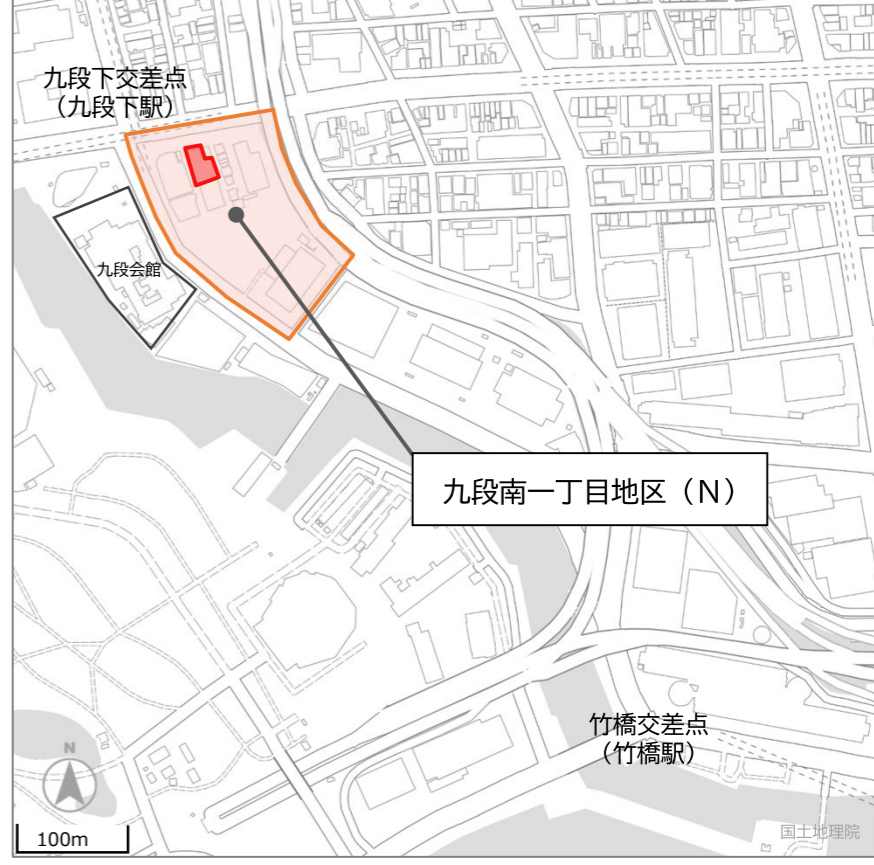 九段下交差点
（九段下駅）
九段会館
九段南一丁目地区（Ｎ）
竹橋交差点
（竹橋駅）
N
100m
国土地理院